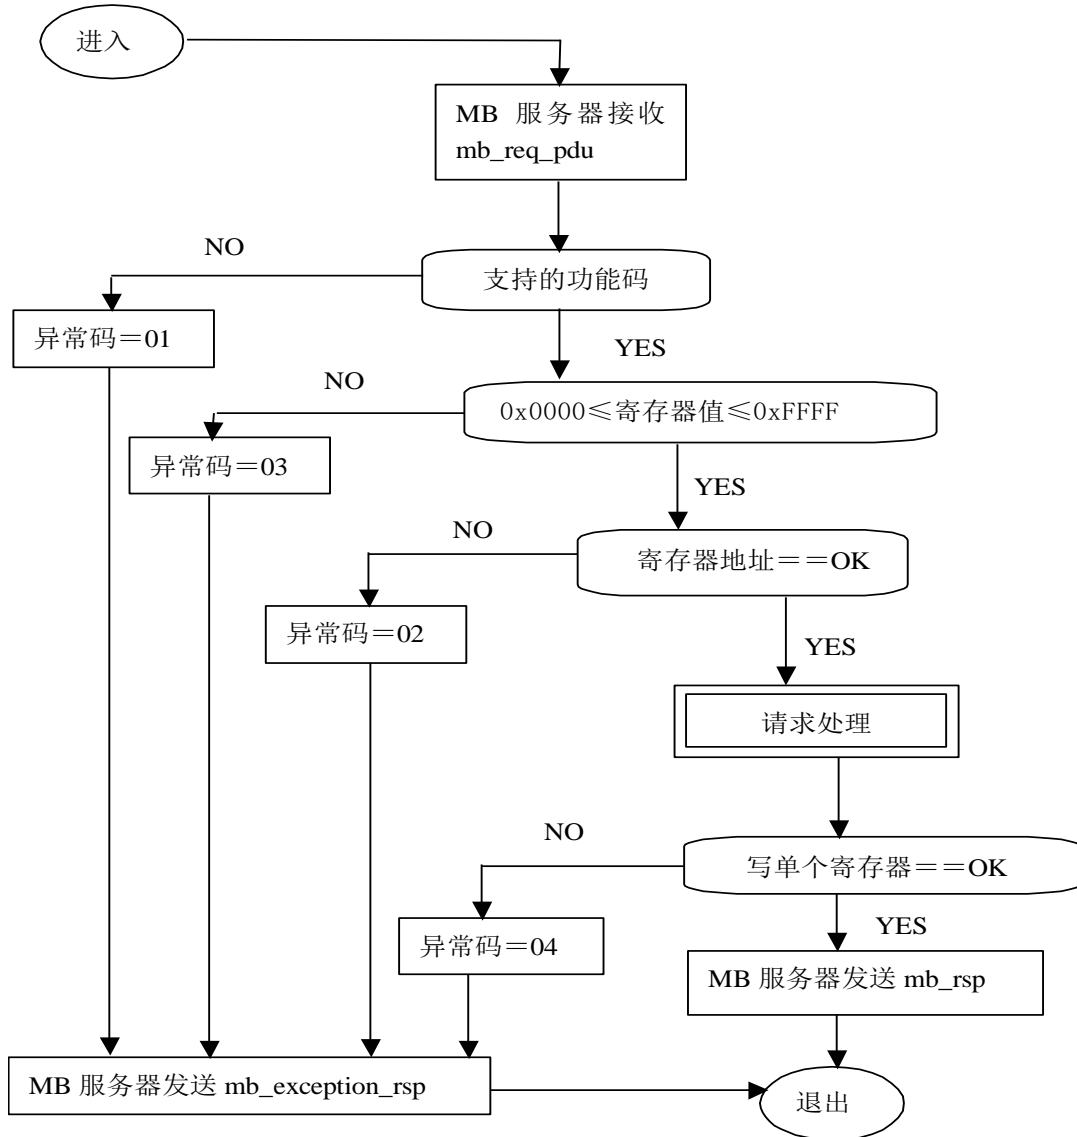 进入
MB 服务器接收
mb_req_pdu
NO
支持的功能码
异常码＝01
YES
NO
0x0000≤寄存器值≤0xFFFF
异常码＝03
YES
NO
寄存器地址＝＝OK
异常码＝02
YES
请求处理
NO
写单个寄存器＝＝OK
YES
异常码＝04
MB 服务器发送 mb_rsp
MB 服务器发送 mb_exception_rsp
退出